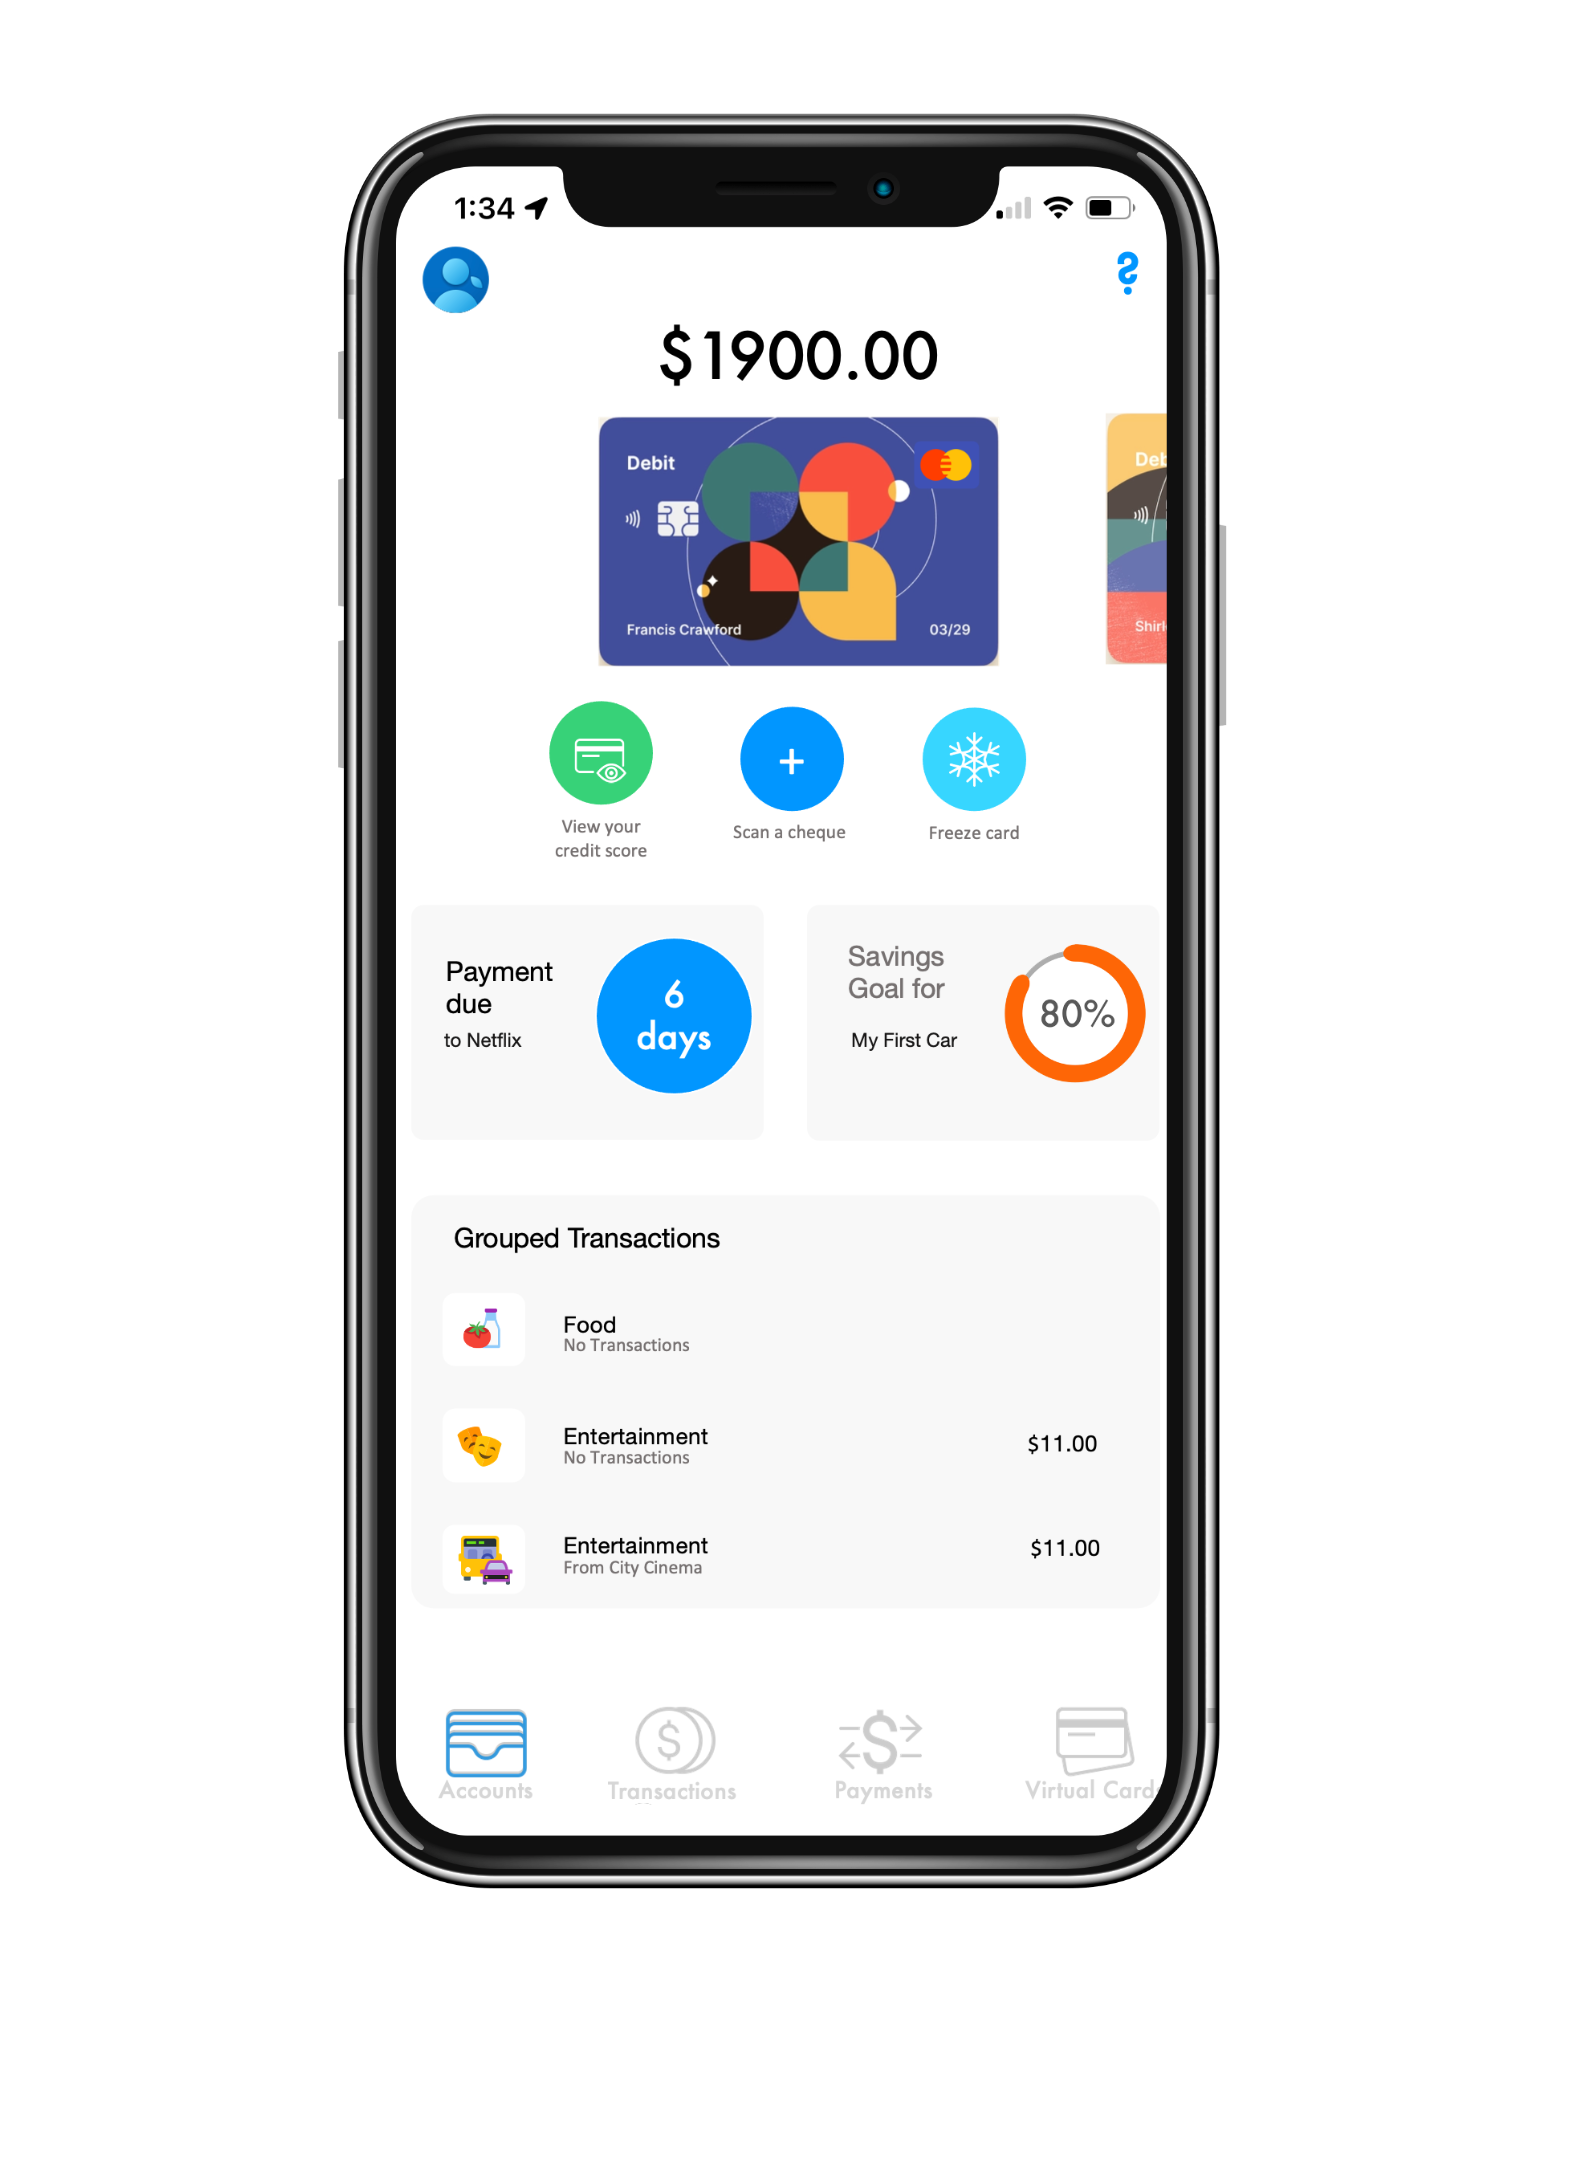 1:34
$1900.00
Debit
Francis Crawford
03/29
View your
credit score
+
Scan a cheque
Freeze card
Payment
due
to Netflix
6
days
Savings
Goal for
My First Car
80%
Grouped Transactions
Food
No Transactions
Entertainment
No Transactions
$11.00
Entertainment
From City Cinema
$11.00
Accounts
Transactions
Payments
Virtual Card